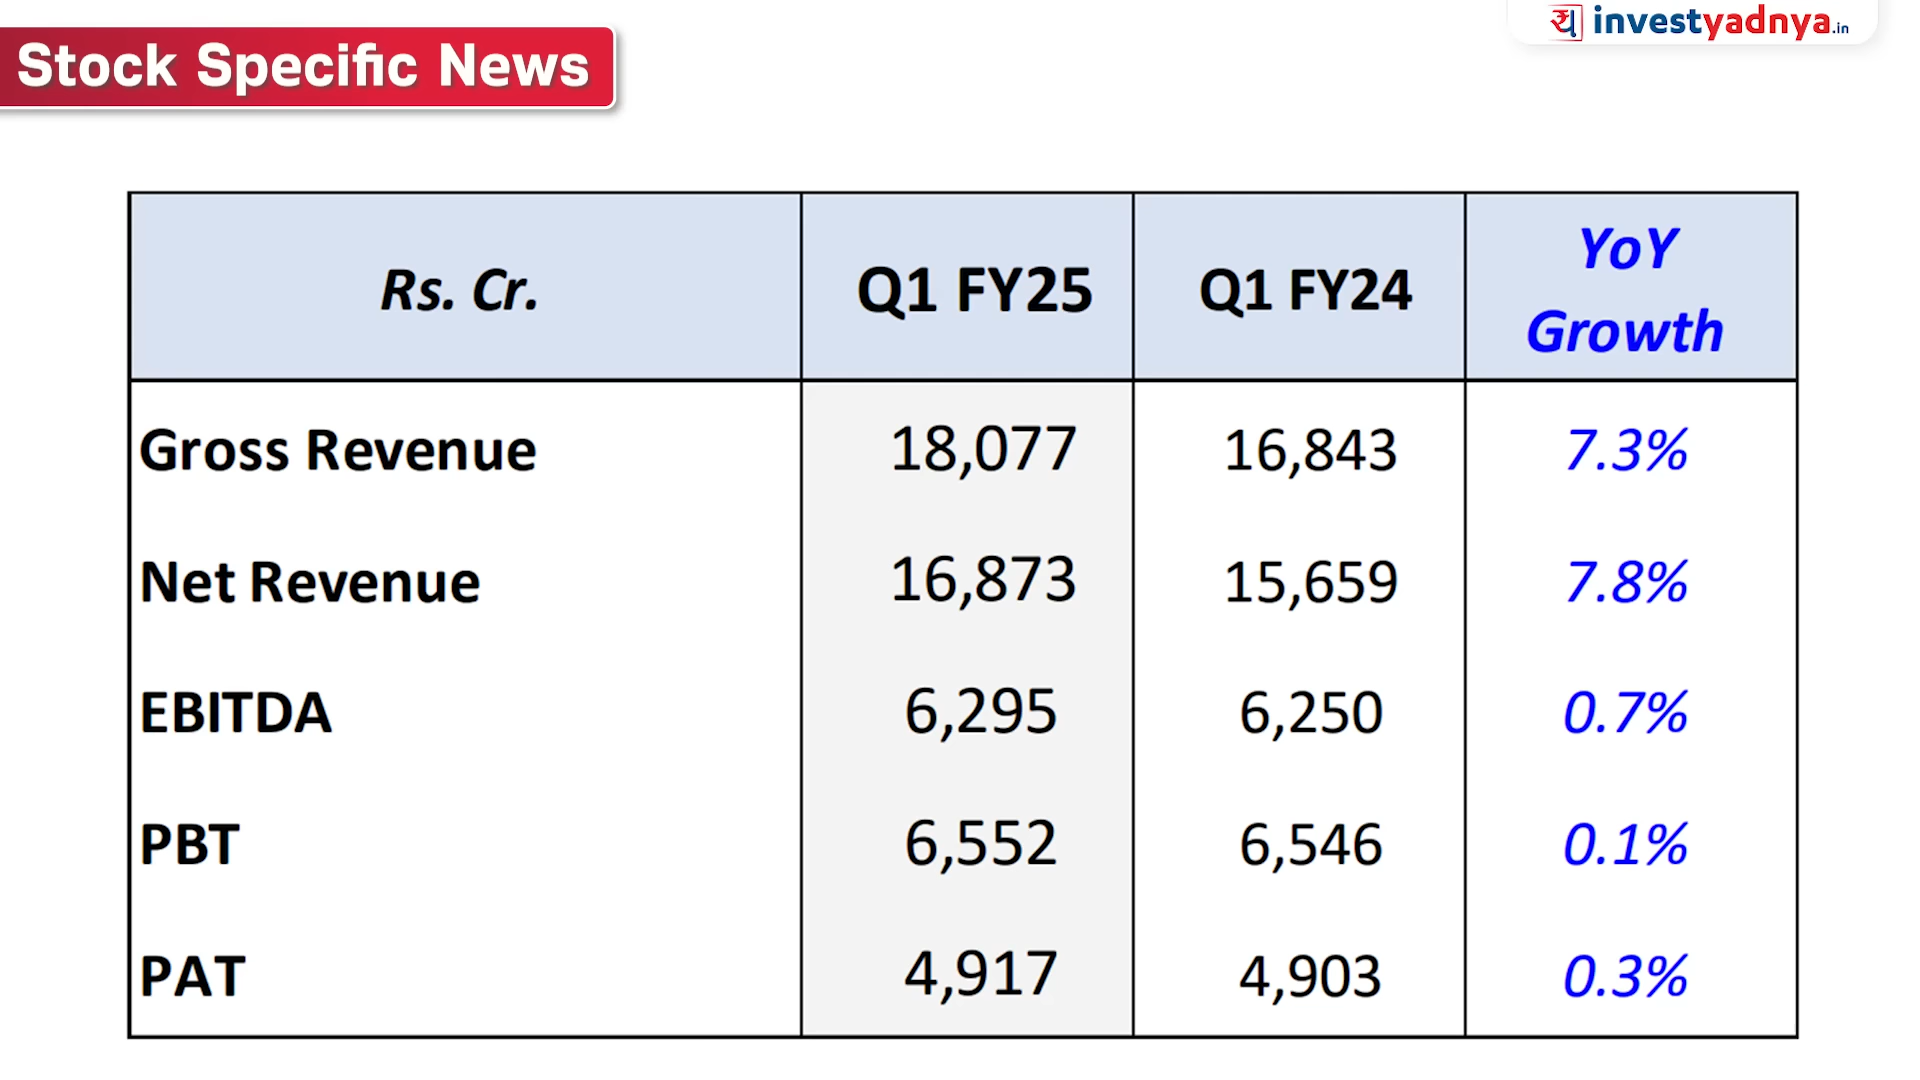 Stock Specific News
य investyadnya.in
Rs. Cr. Q1 FY25 Q1 FY24 YoY Growth
Gross Revenue 18,077 16,843 7.3%
Net Revenue 16,873 15,659 7.8%
EBITDA 6,295 6,250 0.7%
PBT 6,552 6,546 0.1%
PAT 4,917 4,903 0.3%